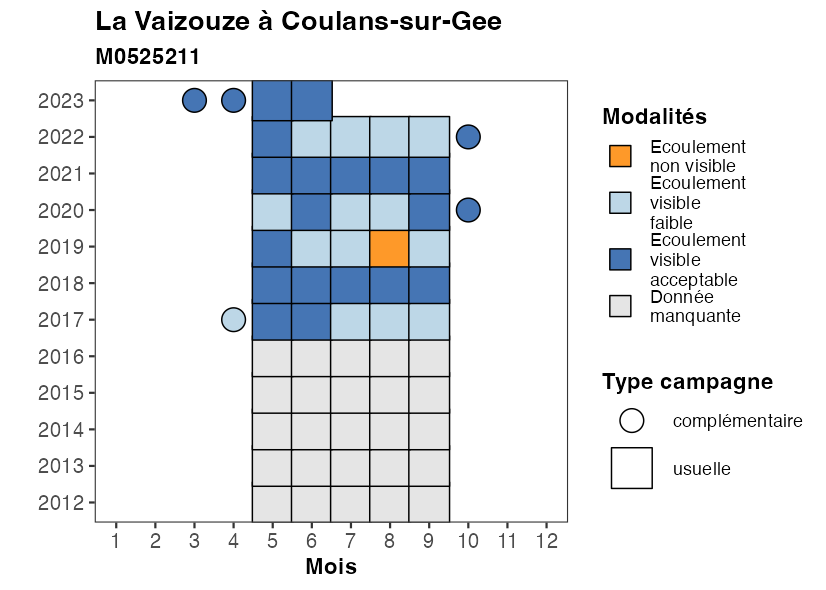 La Vaizouze à Coulans-sur-Gee
M0525211
2023
2022
2021
2020
2019
2018
2017
2016
2015
2014
2013
2012
1 2 3 4 5 6 7 8 9 10 11 12
Mois
Modalités
Ecoulement
non visible
Ecoulement
visible
faible
Ecoulement
visible
acceptable
Donnée
manquante
Type campagne
complémentaire
usuelle